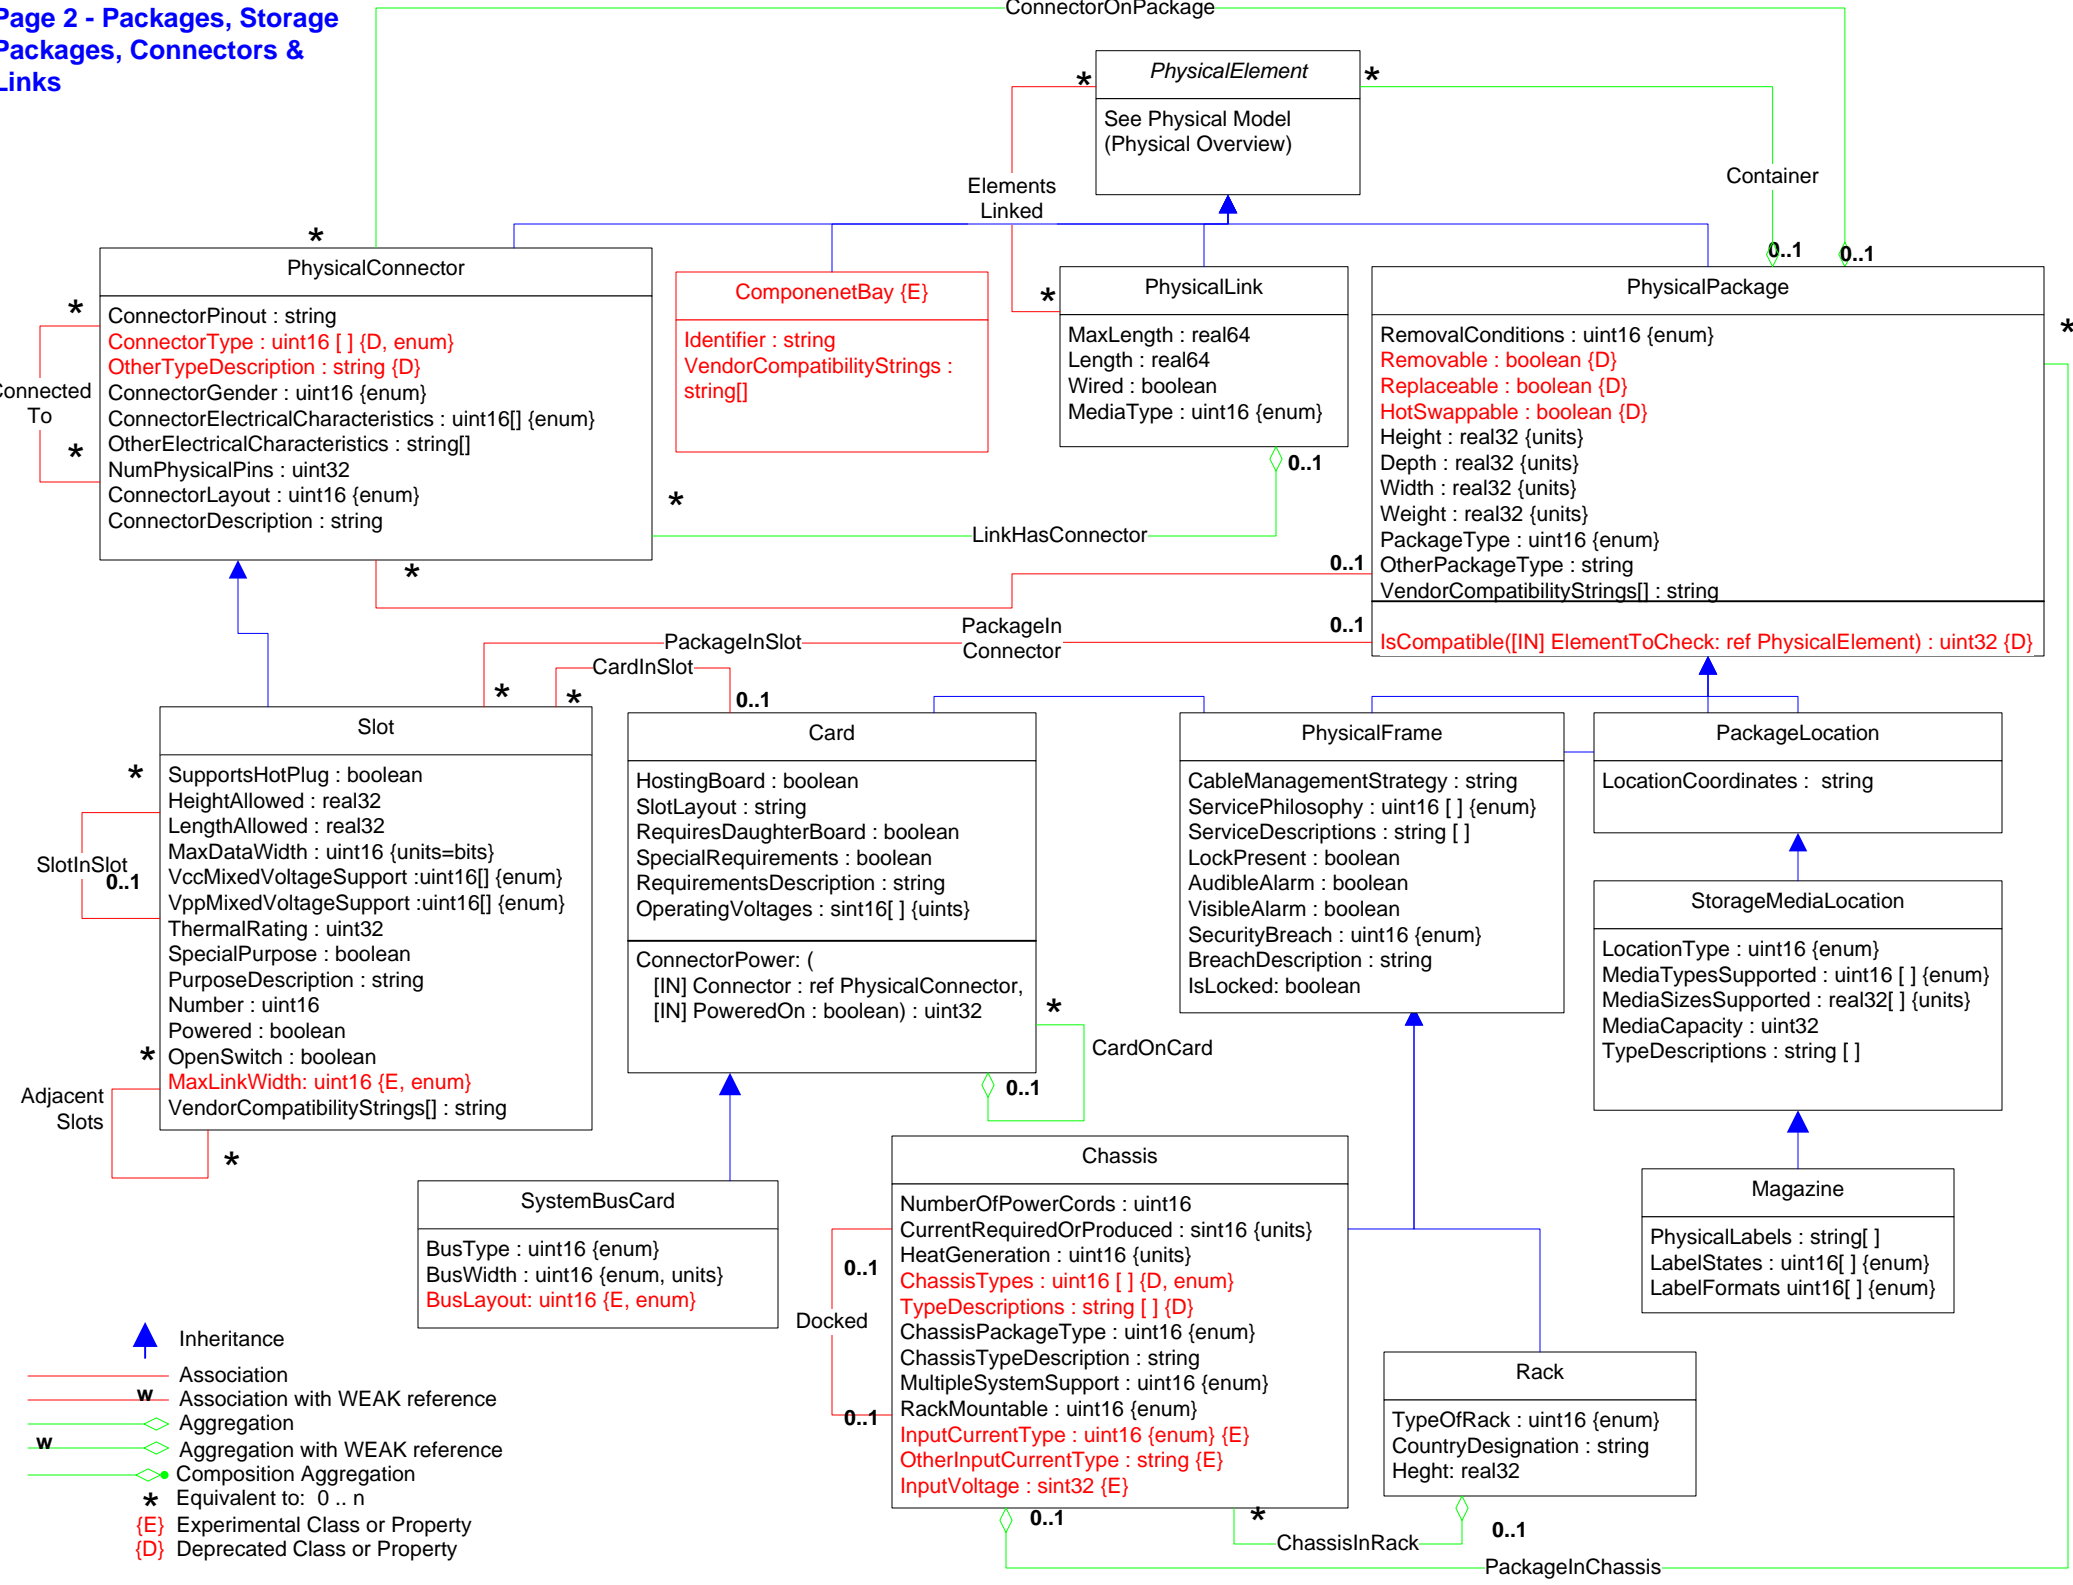 Page 2 - Packages, Storage
Packages, Connectors &
Links
ConnectorOnPackage
PhysicalElement
See Physical Model
(Physical Overview)
*
*
Container
Elements
Linked
*
0..1
0..1
PhysicalConnector
ConnectorPinout : string
ConnectorType : uint16 [ ] {D, enum}
OtherTypeDescription : string {D}
ConnectorGender : uint16 {enum}
ConnectorElectricalCharacteristics : uint16[] {enum}
OtherElectricalCharacteristics : string[]
NumPhysicalPins : uint32
ConnectorLayout : uint16 {enum}
ConnectorDescription : string
*
Connected
To
*
ComponenetBay {E}
Identifier : string
VendorCompatibilityStrings :
string[]
*
PhysicalLink
MaxLength : real64
Length : real64
Wired : boolean
MediaType : uint16 {enum}
0..1
*
LinkHasConnector
PhysicalPackage
RemovalConditions : uint16 {enum}
Removable : boolean {D}
Replaceable : boolean {D}
HotSwappable : boolean {D}
Height : real32 {units}
Depth : real32 {units}
Width : real32 {units}
Weight : real32 {units}
PackageType : uint16 {enum}
OtherPackageType : string
VendorCompatibilityStrings[] : string
IsCompatible([IN] ElementToCheck: ref PhysicalElement) : uint32 {D}
*
*
0..1
PackageIn
Connector
0..1
PackageInSlot
CardInSlot
*
*
0..1
Slot
SupportsHotPlug : boolean
HeightAllowed : real32
LengthAllowed : real32
MaxDataWidth : uint16 {units=bits}
VccMixedVoltageSupport :uint16[] {enum}
VppMixedVoltageSupport :uint16[] {enum}
ThermalRating : uint32
SpecialPurpose : boolean
PurposeDescription : string
Number : uint16
Powered : boolean
OpenSwitch : boolean
MaxLinkWidth: uint16 {E, enum}
VendorCompatibilityStrings[] : string
*
SlotInSlot
0..1
*
Adjacent
Slots
*
Card
HostingBoard : boolean
SlotLayout : string
RequiresDaughterBoard : boolean
SpecialRequirements : boolean
RequirementsDescription : string
OperatingVoltages : sint16[ ] {uints}
ConnectorPower: (
[IN] Connector : ref PhysicalConnector,
[IN] PoweredOn : boolean) : uint32
*
CardOnCard
0..1
PhysicalFrame
CableManagementStrategy : string
ServicePhilosophy : uint16 [ ] {enum}
ServiceDescriptions : string [ ]
LockPresent : boolean
AudibleAlarm : boolean
VisibleAlarm : boolean
SecurityBreach : uint16 {enum}
BreachDescription : string
IsLocked: boolean
PackageLocation
LocationCoordinates :  string
StorageMediaLocation
LocationType : uint16 {enum}
MediaTypesSupported : uint16 [ ] {enum}
MediaSizesSupported : real32[ ] {units}
MediaCapacity : uint32
TypeDescriptions : string [ ]
Magazine
PhysicalLabels : string[ ]
LabelStates : uint16[ ] {enum}
LabelFormats uint16[ ] {enum}
SystemBusCard
BusType : uint16 {enum}
BusWidth : uint16 {enum, units}
BusLayout: uint16 {E, enum}
Chassis
NumberOfPowerCords : uint16
CurrentRequiredOrProduced : sint16 {units}
HeatGeneration : uint16 {units}
ChassisTypes : uint16 [ ] {D, enum}
TypeDescriptions : string [ ] {D}
ChassisPackageType : uint16 {enum}
ChassisTypeDescription : string
MultipleSystemSupport : uint16 {enum}
RackMountable : uint16 {enum}
InputCurrentType : uint16 {enum} {E}
OtherInputCurrentType : string {E}
InputVoltage : sint32 {E}
0..1
Docked
0..1
Rack
TypeOfRack : uint16 {enum}
CountryDesignation : string
Heght: real32
0..1
*
ChassisInRack
0..1
PackageInChassis
Inheritance
Association
w Association with WEAK reference
Aggregation
w Aggregation with WEAK reference
Composition Aggregation
* Equivalent to:  0 .. n
{E} Experimental Class or Property
{D} Deprecated Class or Property